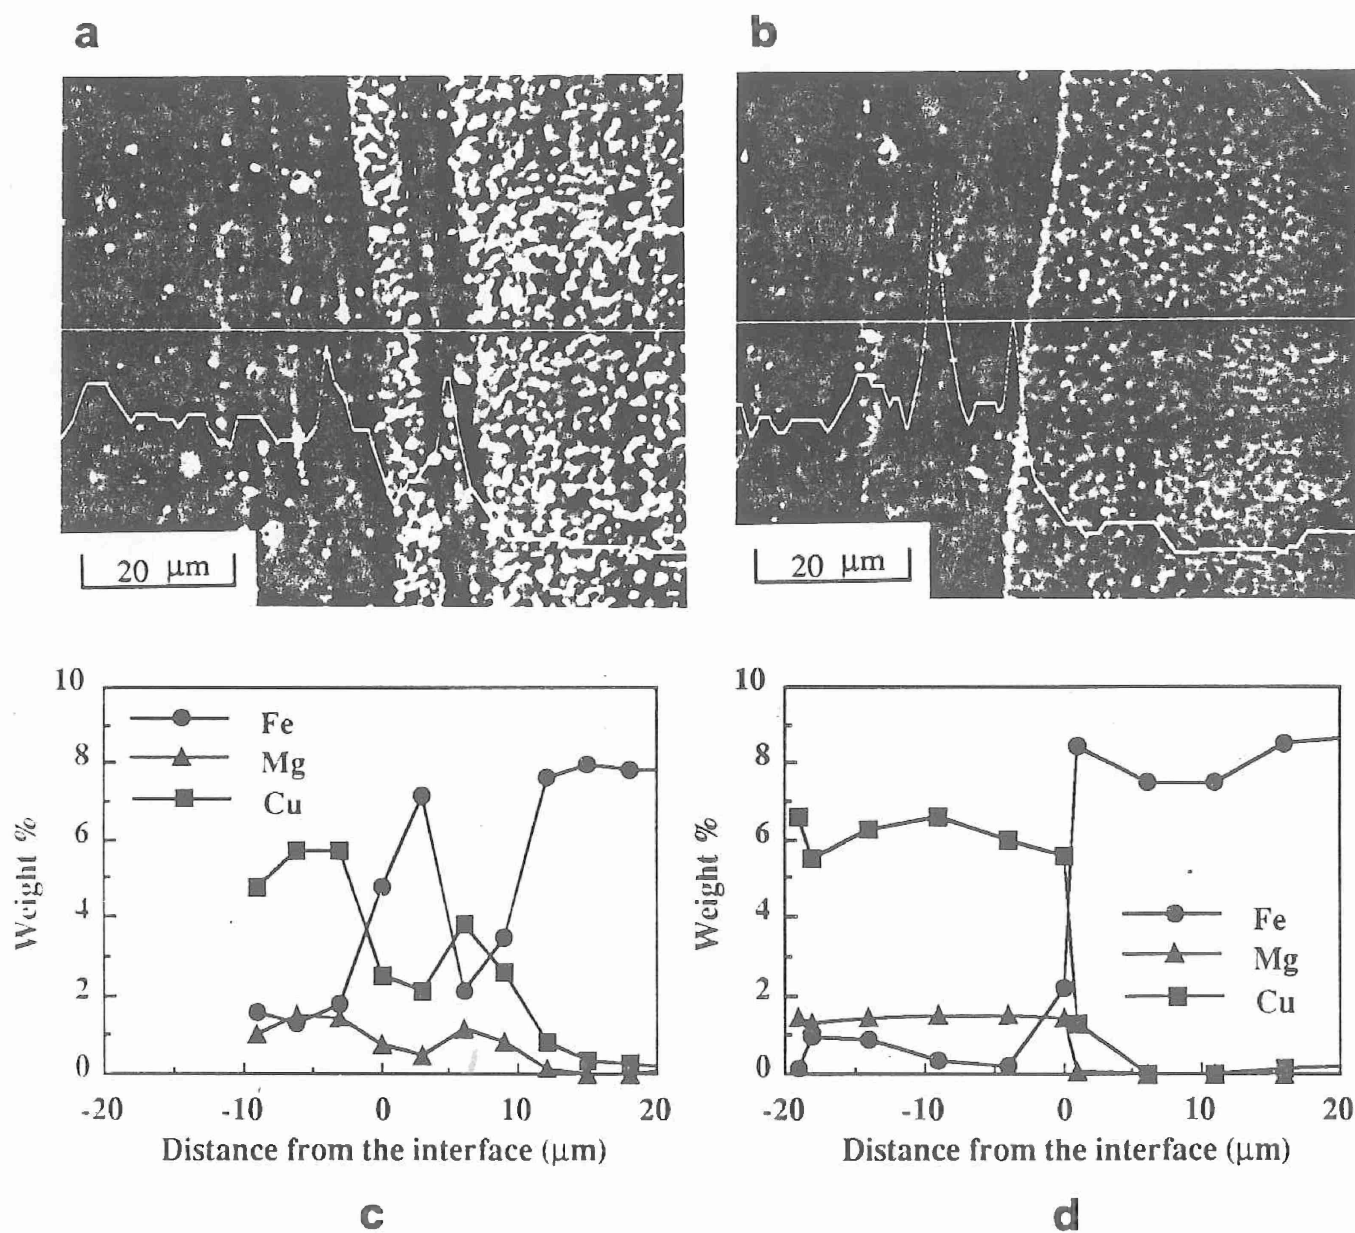 a
b
20 µm
20 µm
10
8
6
4
2
0
Weight %
Fe
Mg
Cu
-20 -10 0 10 20
Distance from the interface (µm)
c
10
8
6
4
2
0
Weight %
Fe
Mg
Cu
-20 -10 0 10 20
Distance from the interface (µm)
d